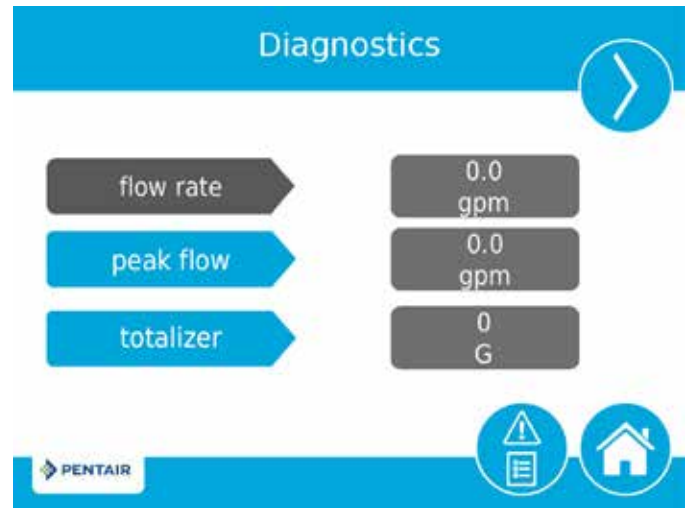 Diagnostics
flow rate
0.0
gpm
peak flow
0.0
gpm
totalizer
0
G
PENTAIR